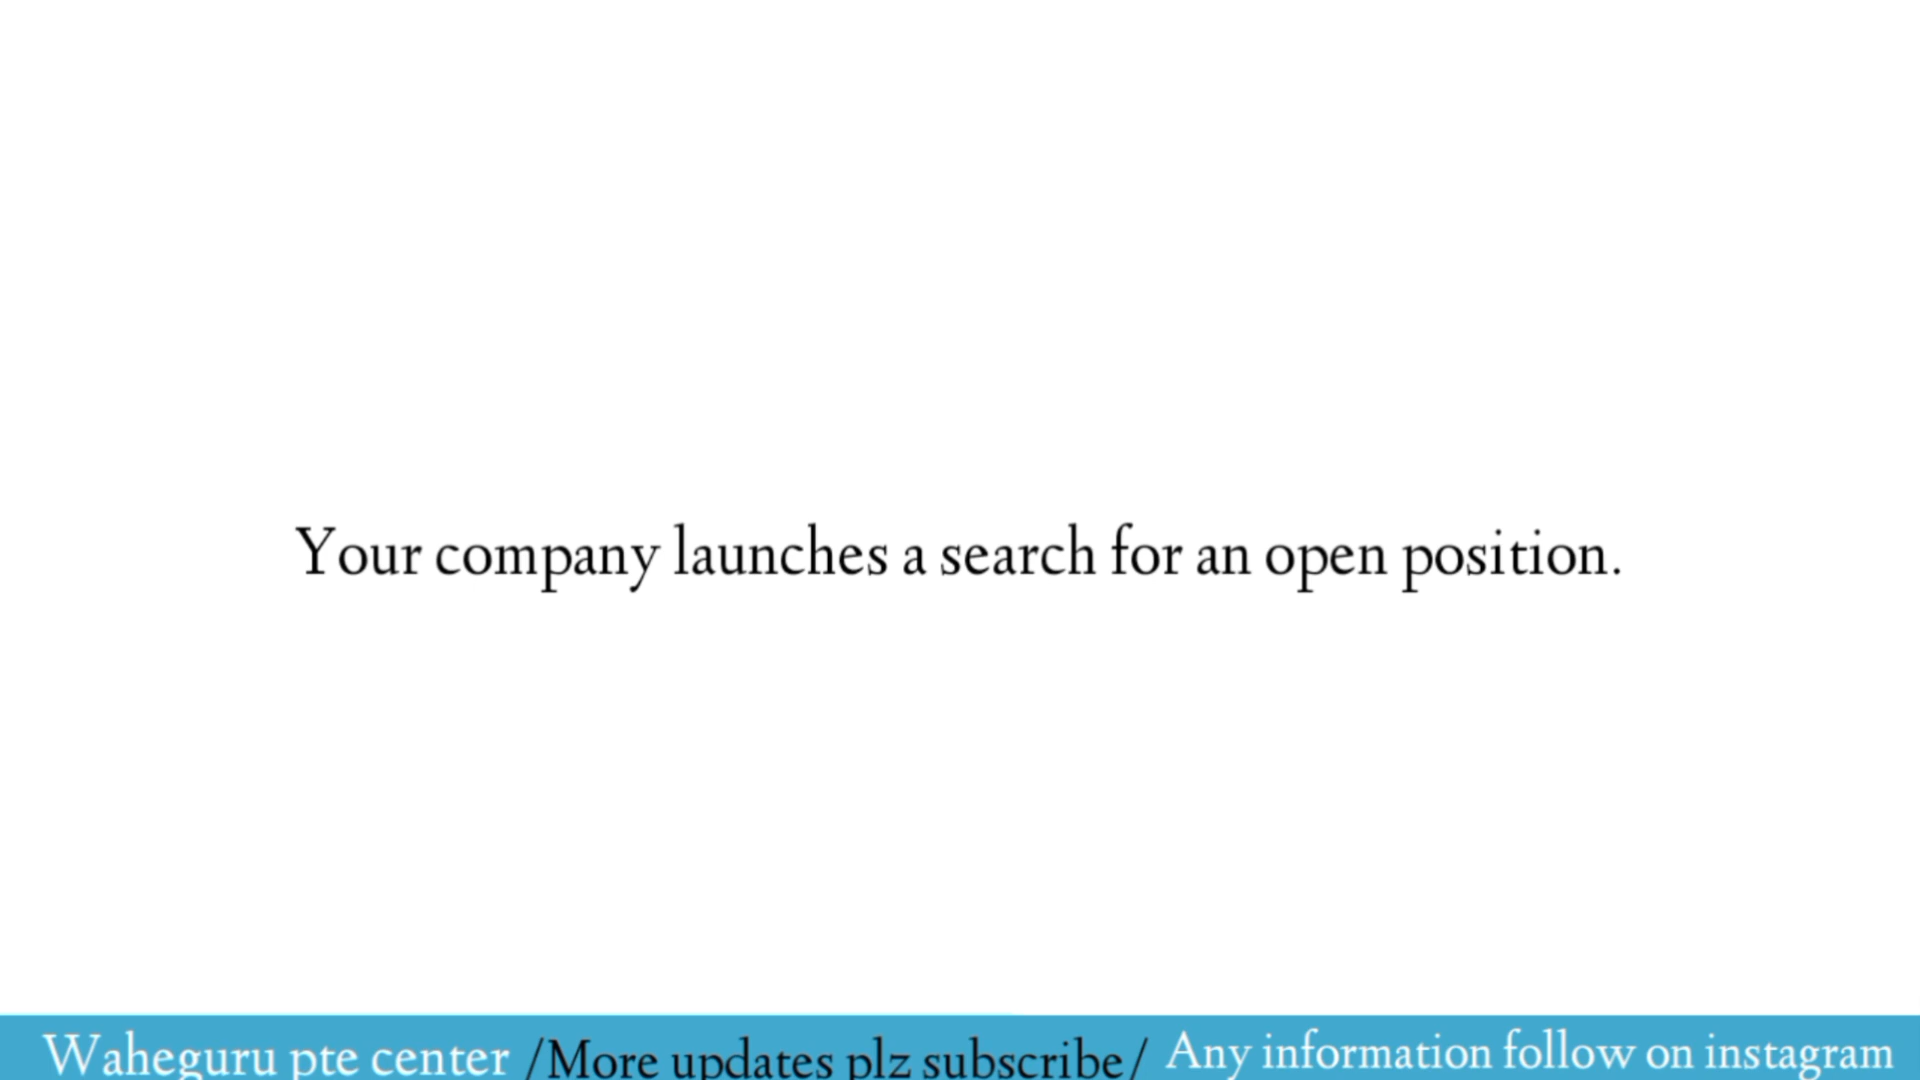 Your company launches a search for an open position.
Waheguru pte center /More updates plz subscribe/ Any information follow on instagram